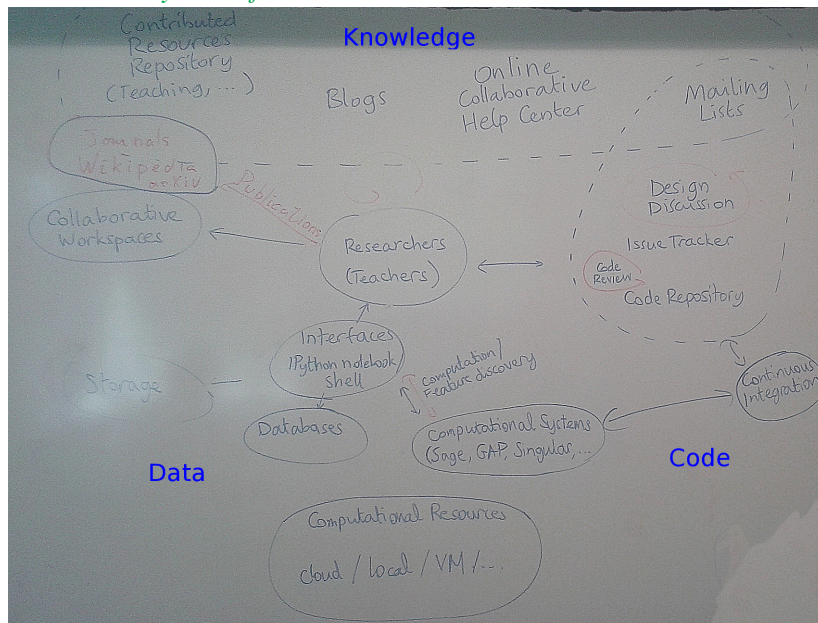 Contributed
Resources
Repository
(Teaching, ...)
Knowledge
Blogs
Online
Collaborative
Help Center
Mailing
Lists
Journals
Wikipedia
arXiv
Publications
Collaborative
Workspaces
Researchers
(Teachers)
Design
Discussion
Issue Tracker
Code
Review
Code Repository
Interfaces
IPython notebook
shell
Computation/
Feature discovery
Storage
Databases
Computational Systems
(Sage, GAP, Singular, ...
Continuous
Integration
Data
Code
Computational Resources
cloud / local / VM / ...